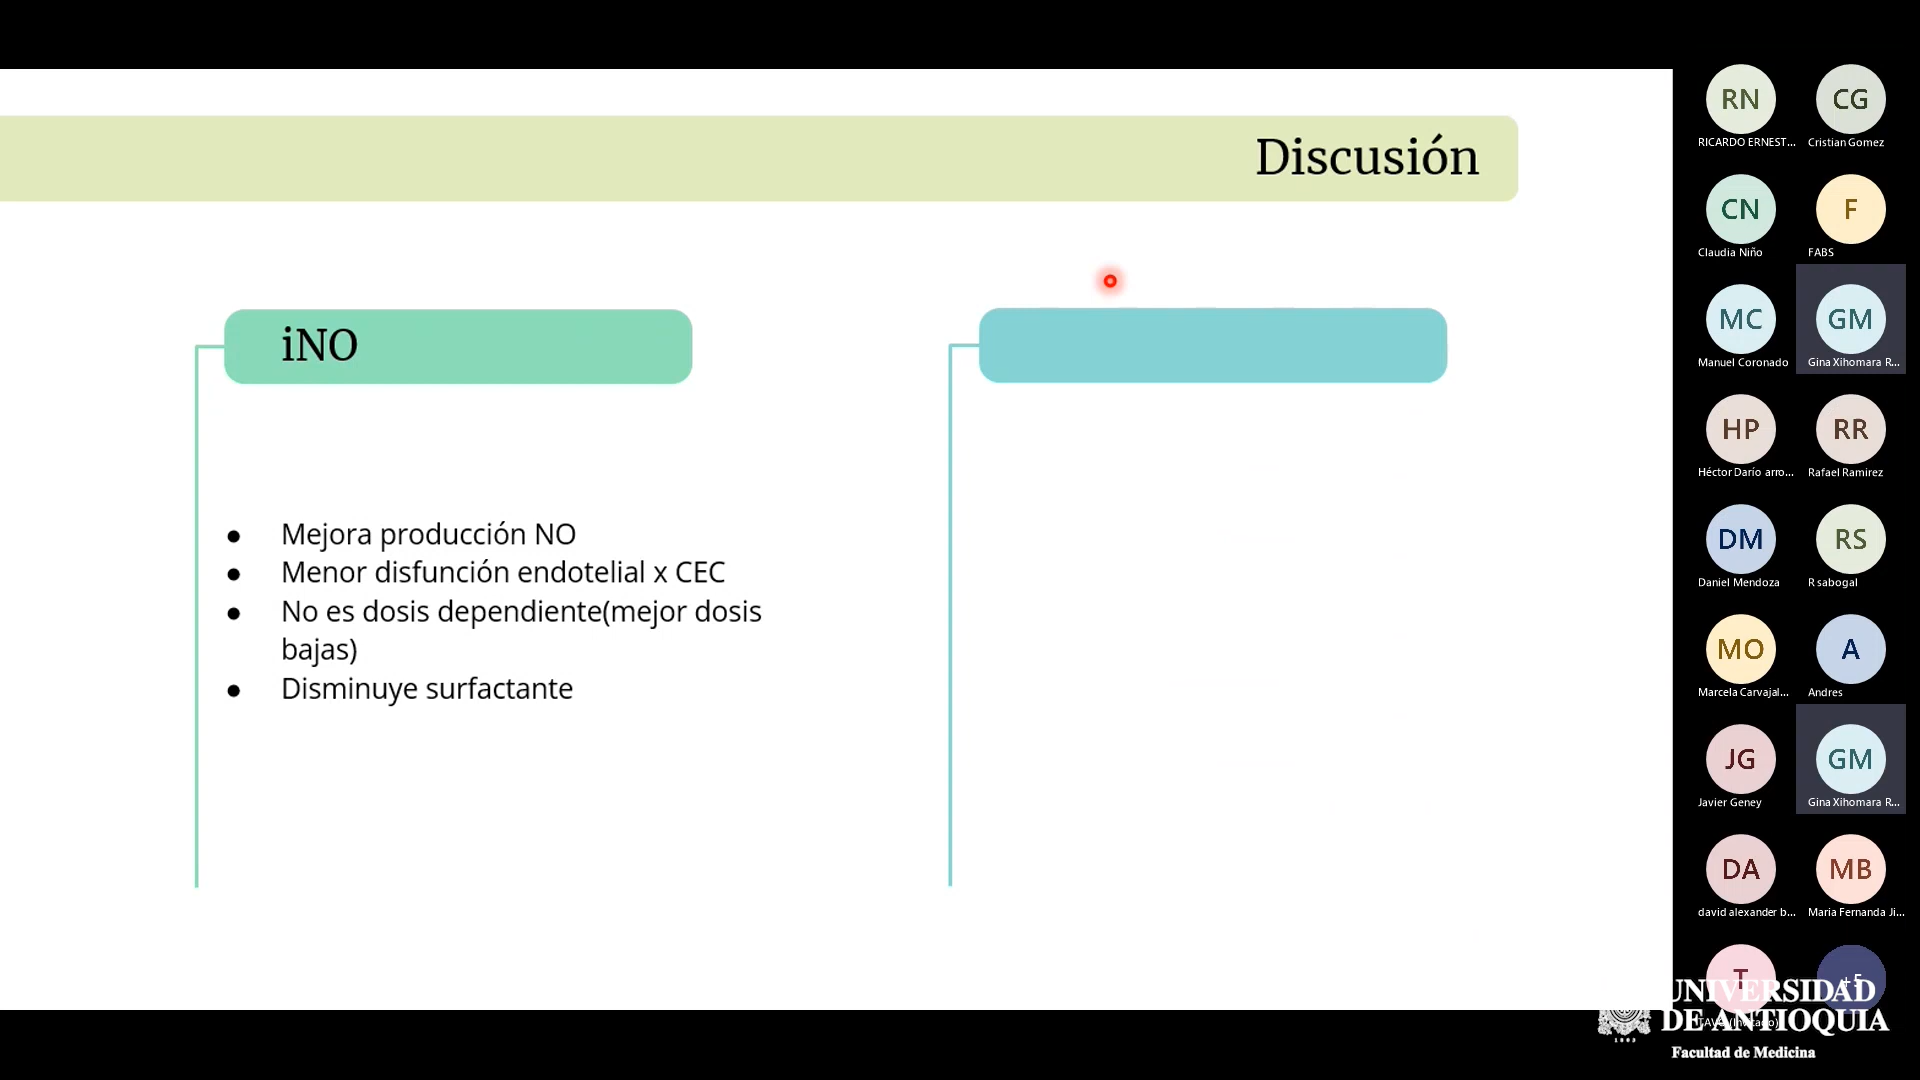 Discusión
iNO
● Mejora producción NO
● Menor disfunción endotelial x CEC
● No es dosis dependiente(mejor dosis
bajas)
● Disminuye surfactante
RN
RICARDO ERNEST...
CG
Cristian Gomez
CN
Claudia Niño
F
FABS
MC
Manuel Coronado
GM
Gina Xihomara R...
HP
Héctor Darío arro...
RR
Rafael Ramirez
DM
Daniel Mendoza
RS
R sabogal
MO
Marcela Carvajal...
A
Andres
JG
Javier Geney
GM
Gina Xihomara R...
DA
david alexander b...
MB
Maria Fernanda Ji...
T
+5
UNIVERSIDAD
DE ANTIOQUIA
1803
Facultad de Medicina